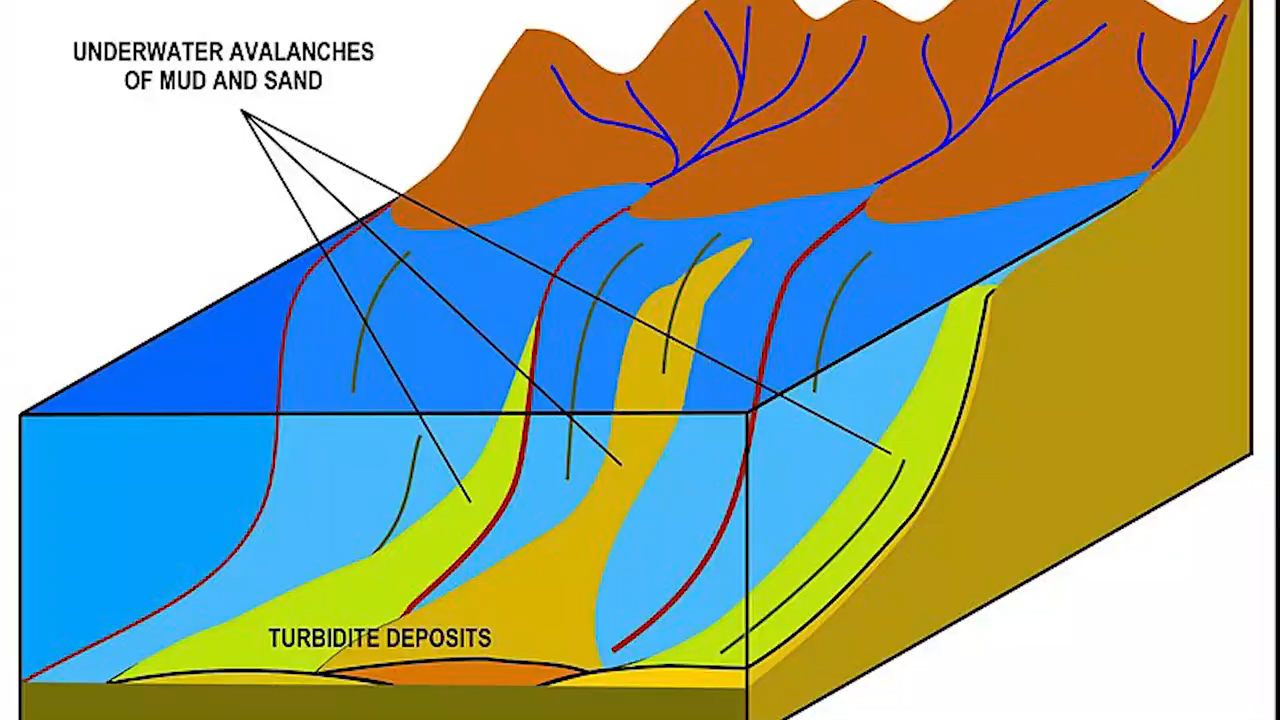 UNDERWATER AVALANCHES
OF MUD AND SAND
TURBIDITE DEPOSITS